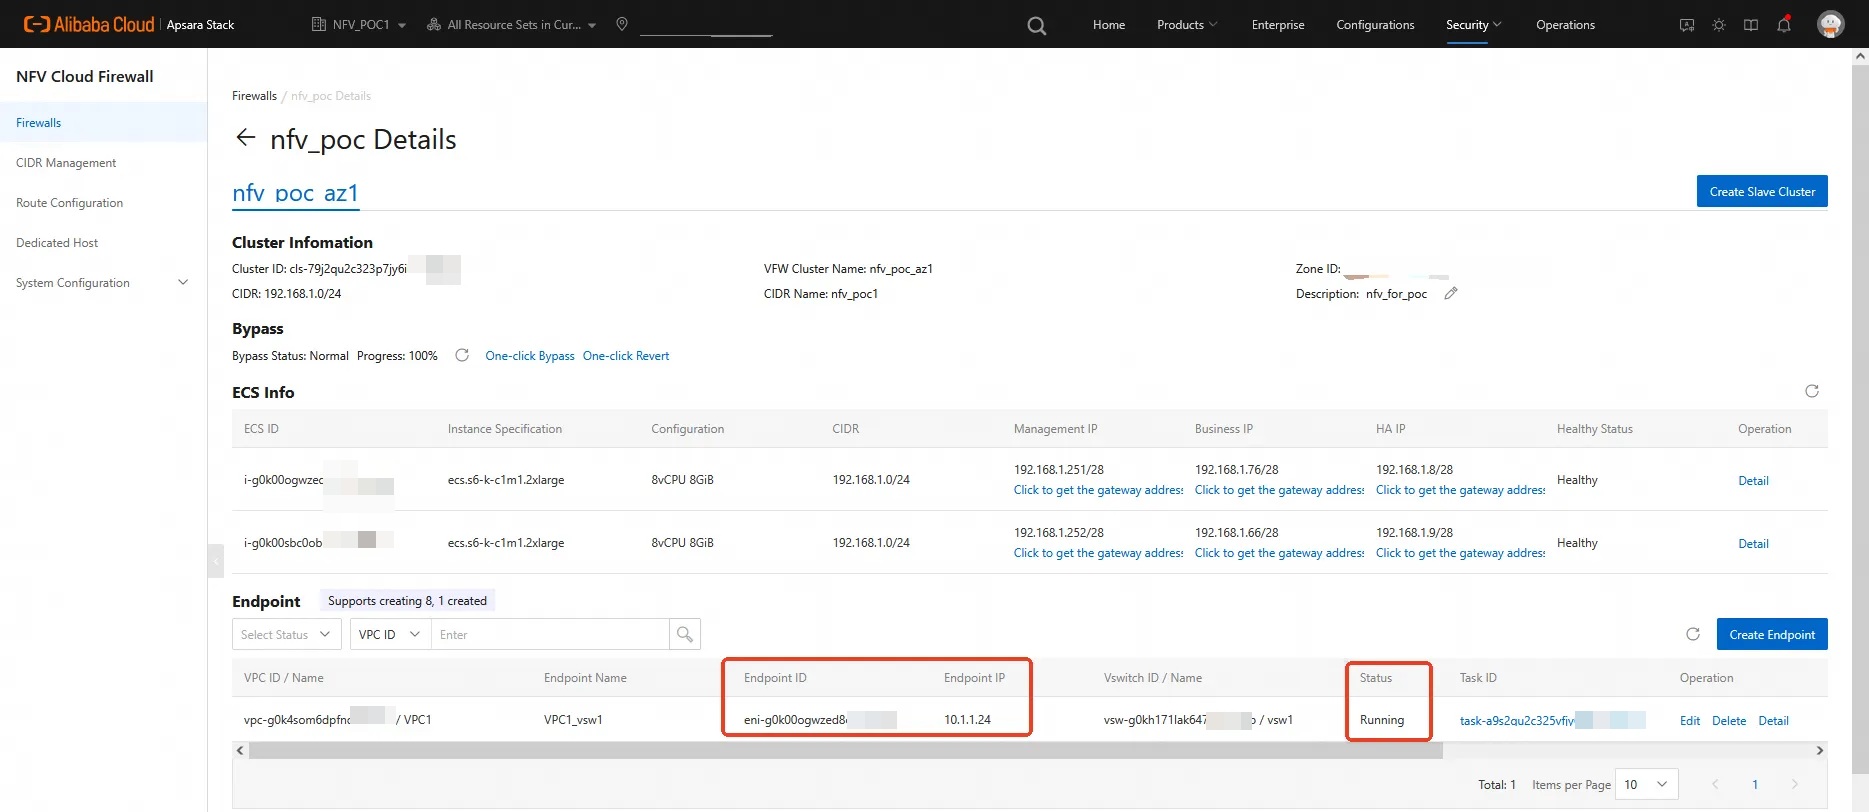 Alibaba Cloud | Apsara Stack NFV_POC1 All Resource Sets in Cur... Home Products Enterprise Configurations Security Operations
NFV Cloud Firewall
Firewalls
CIDR Management
Route Configuration
Dedicated Host
System Configuration
Firewalls / nfv_poc Details
nfv_poc Details
nfv_poc_az1 Create Slave Cluster
Cluster Infomation
Cluster ID: cls-79j2qu2c323p7jy6i VFW Cluster Name: nfv_poc_az1 Zone ID:
CIDR: 192.168.1.0/24 CIDR Name: nfv_poc1 Description: nfv_for_poc
Bypass
Bypass Status: Normal Progress: 100% One-click Bypass One-click Revert
ECS Info
ECS ID Instance Specification Configuration CIDR Management IP Business IP HA IP Healthy Status Operation
i-g0k00ogwzec ecs.s6-k-c1m1.2xlarge 8vCPU 8GiB 192.168.1.0/24 192.168.1.251/28 192.168.1.76/28 192.168.1.8/28 Healthy Detail
Click to get the gateway address Click to get the gateway address Click to get the gateway address
i-g0k00sbc0ob ecs.s6-k-c1m1.2xlarge 8vCPU 8GiB 192.168.1.0/24 192.168.1.252/28 192.168.1.66/28 192.168.1.9/28 Healthy Detail
Click to get the gateway address Click to get the gateway address Click to get the gateway address
Endpoint Supports creating 8, 1 created
Select Status VPC ID Enter Create Endpoint
VPC ID / Name Endpoint Name Endpoint ID Endpoint IP Vswitch ID / Name Status Task ID Operation
vpc-g0k4som6dpfn / VPC1 VPC1_vsw1 eni-g0k00ogwzed8 10.1.1.24 vsw-g0kh171lak647 / vsw1 Running task-a9s2qu2c325vfjy Edit Delete Detail
Total: 1 Items per Page 10 1